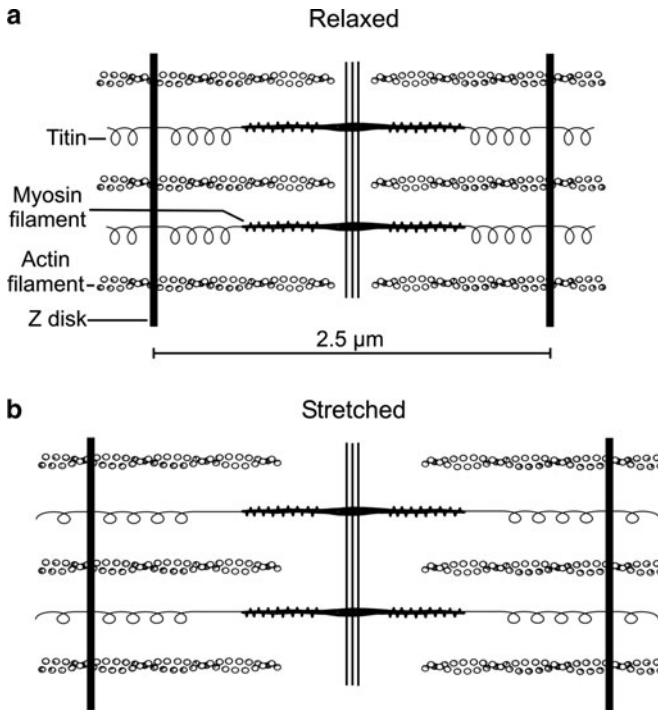 a
Relaxed
Titin
Myosin
filament
Actin
filament
Z disk
2.5 µm
b
Stretched